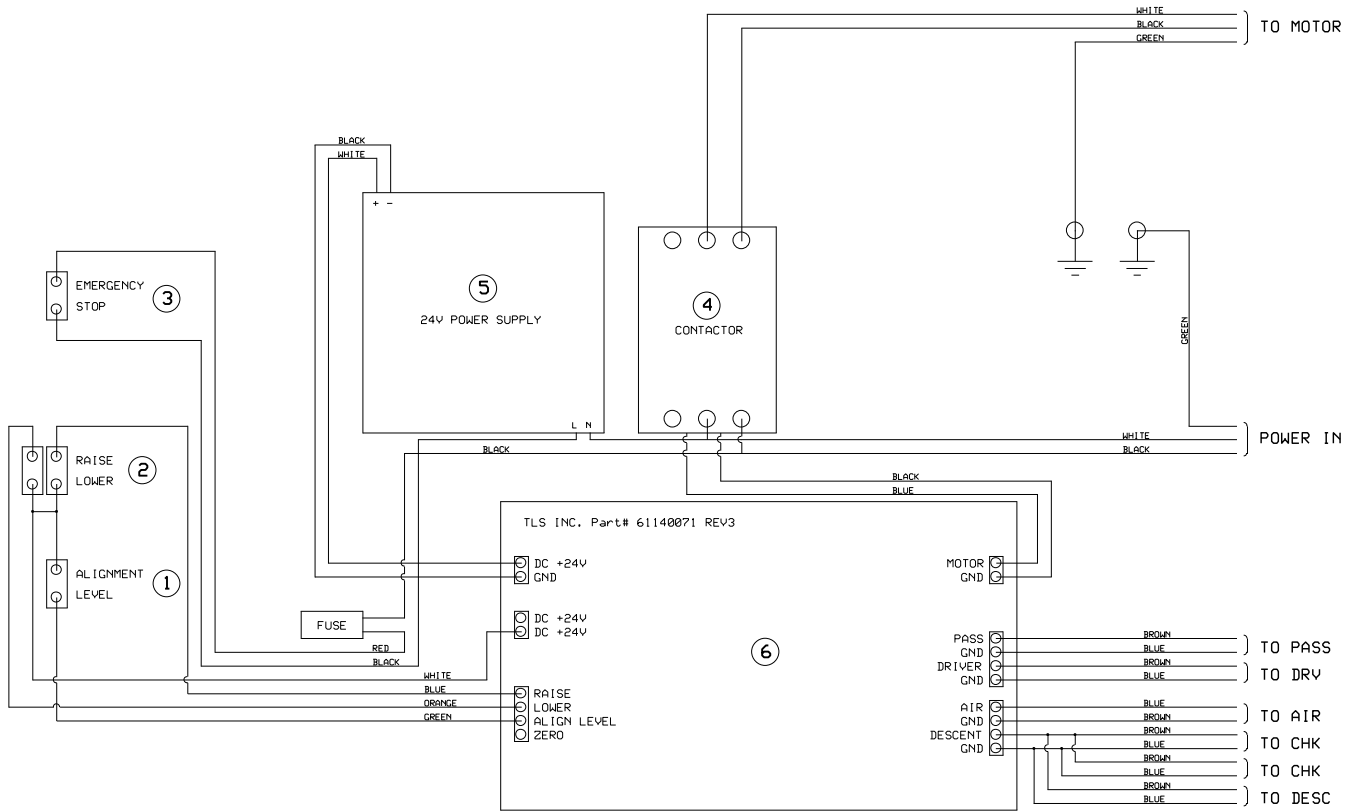 WHITE
BLACK
GREEN
TO MOTOR
BLACK
WHITE
+ -
EMERGENCY
STOP
3
5
24V POWER SUPPLY
4
CONTACTOR
GREEN
L N
RAISE
LOWER
2
BLACK
WHITE
BLACK
POWER IN
BLACK
BLUE
TLS INC. Part# 61140071 REV3
ALIGNMENT
LEVEL
1
DC +24V
GND
MOTOR
GND
FUSE
DC +24V
DC +24V
RED
BLACK
WHITE
BLUE
ORANGE
GREEN
6
RAISE
LOWER
ALIGN LEVEL
ZERO
PASS
GND
DRIVER
GND
AIR
GND
DESCENT
GND
BROWN
BLUE
TO PASS
BROWN
BLUE
TO DRV
BLUE
BROWN
TO AIR
BROWN
BLUE
TO CHK
BROWN
BLUE
TO CHK
BROWN
BLUE
TO DESC